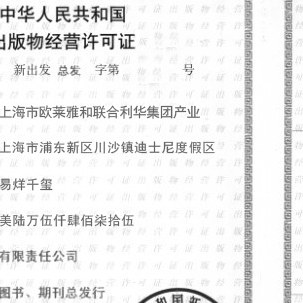 中华人民共和国
出版物经营许可证
新出发 总发 字第 号
上海市欧莱雅和联合利华集团产业
上海市浦东新区川沙镇迪士尼度假区
易烊千玺
美陆万伍仟肆佰柒拾伍
有限责任公司
图书、期刊总发行
和国新